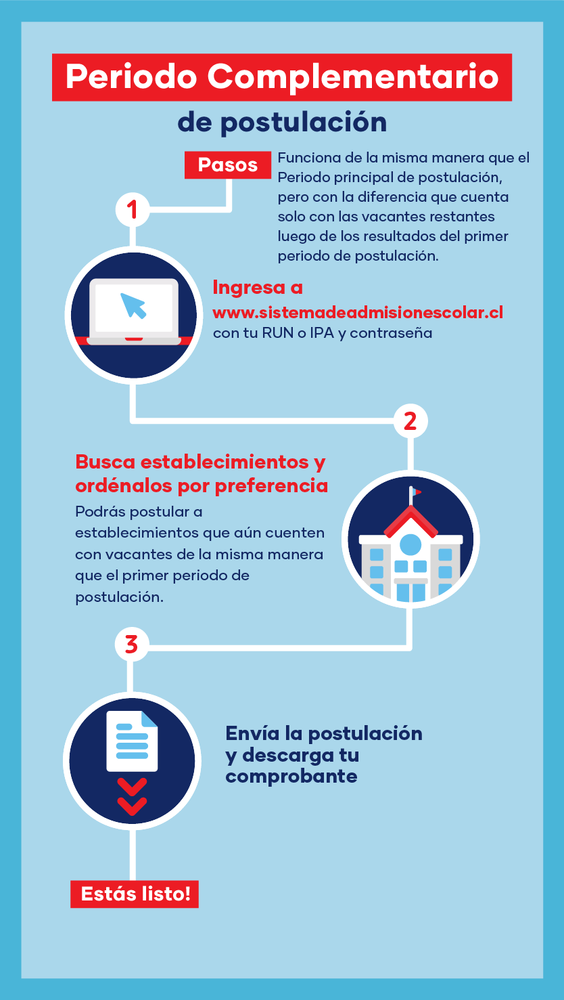 Periodo Complementario
de postulación
Pasos
Funciona de la misma manera que el
Periodo principal de postulación,
pero con la diferencia que cuenta
solo con las vacantes restantes
luego de los resultados del primer
periodo de postulación.
1
Ingresa a
www.sistemadeadmisionescolar.cl
con tu RUN o IPA y contraseña
2
Busca establecimientos y
ordénalos por preferencia
Podrás postular a
establecimientos que aún cuenten
con vacantes de la misma manera
que el primer periodo de
postulación.
3
Envía la postulación
y descarga tu
comprobante
Estás listo!